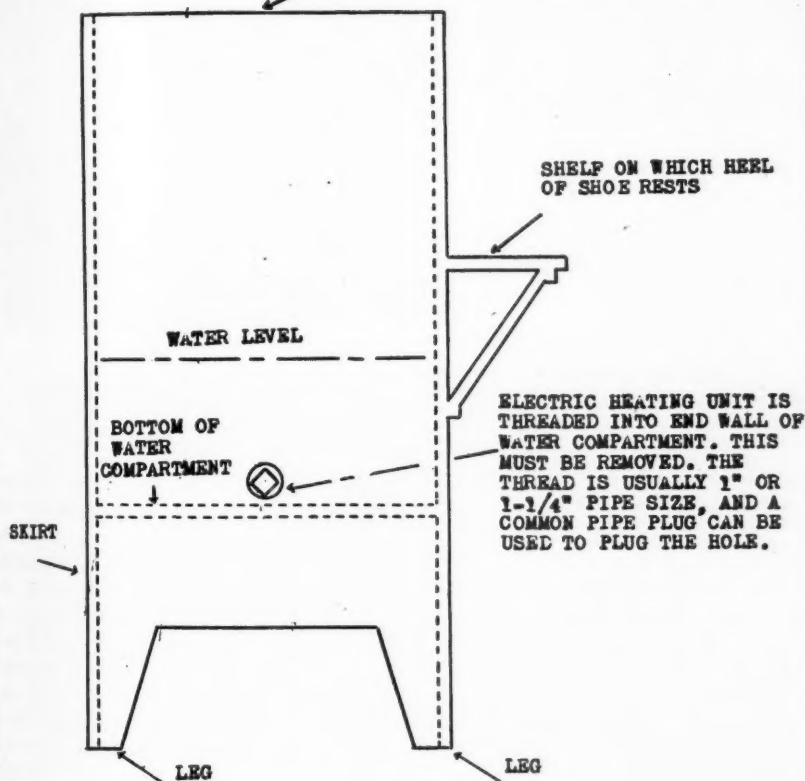 SHELF ON WHICH HEEL
OF SHOE RESTS
WATER LEVEL
BOTTOM OF
WATER
COMPARTMENT
ELECTRIC HEATING UNIT IS
THREADED INTO END WALL OF
WATER COMPARTMENT. THIS
MUST BE REMOVED. THE
THREAD IS USUALLY 1" OR
1-1/4" PIPE SIZE, AND A
COMMON PIPE PLUG CAN BE
USED TO PLUG THE HOLE.
SKIRT
LEG
LEG